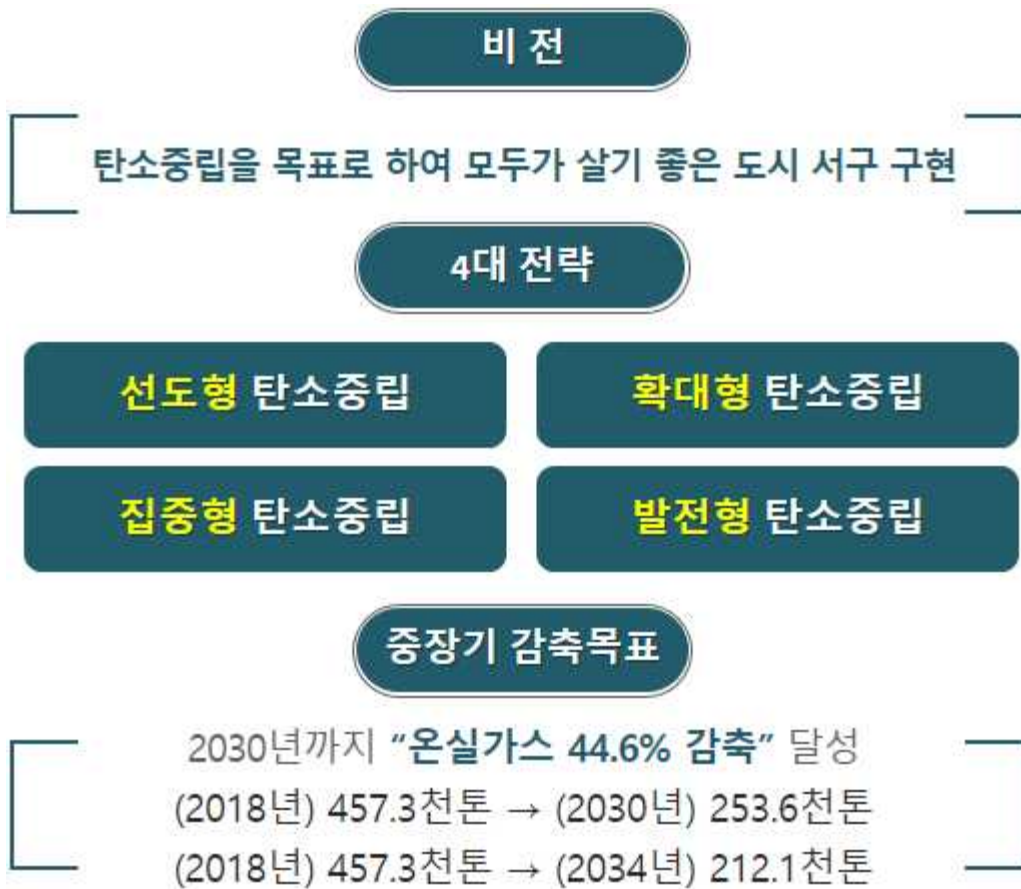 비 전
탄소중립을 목표로 하여 모두가 살기 좋은 도시 서구 구현
4대 전략
선도형 탄소중립
확대형 탄소중립
집중형 탄소중립
발전형 탄소중립
중장기 감축목표
2030년까지 “온실가스 44.6% 감축” 달성
(2018년) 457.3천톤 → (2030년) 253.6천톤
(2018년) 457.3천톤 → (2034년) 212.1천톤